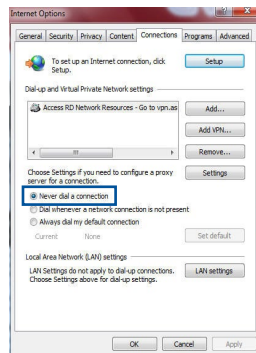 Internet Options
General Security Privacy Content Connections Programs Advanced
To set up an Internet connection, click Setup.
Setup
Dial-up and Virtual Private Network settings
Access RD Network Resources - Go to vpn.as
Add...
Add VPN...
Remove...
Choose Settings if you need to configure a proxy
server for a connection.
Settings
Never dial a connection
Dial whenever a network connection is not present
Always dial my default connection
Current None
Set default
Local Area Network (LAN) settings
LAN Settings do not apply to dial-up connections.
Choose Settings above for dial-up settings.
LAN settings
OK Cancel Apply